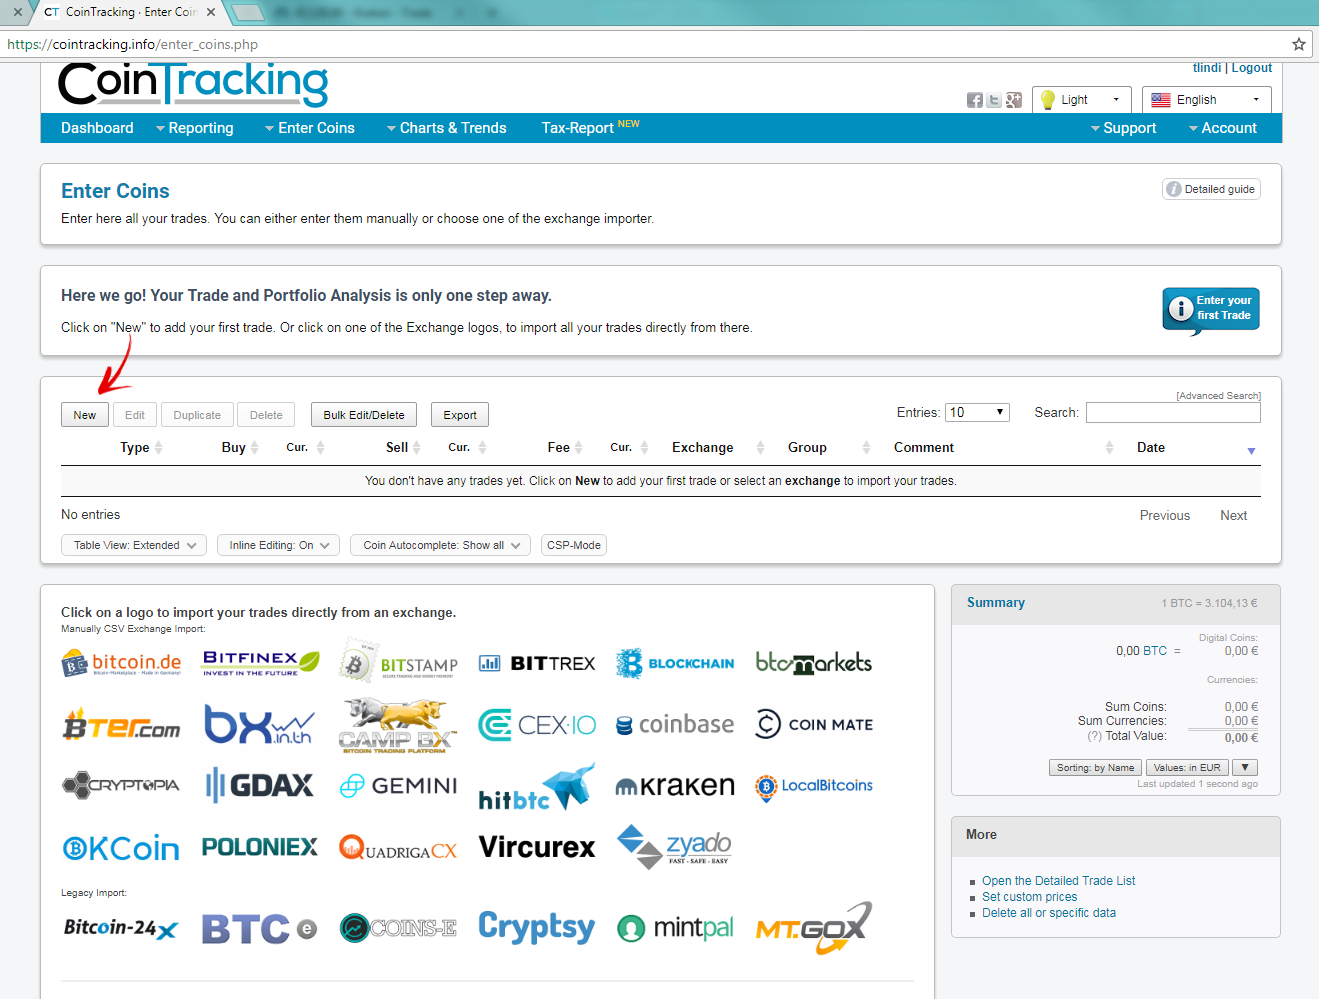 CT CoinTracking · Enter Coin
https://cointracking.info/enter_coins.php
CoinTracking
tlindi | Logout
Light
English
Dashboard Reporting Enter Coins Charts & Trends Tax-Report NEW Support Account
Enter Coins
Detailed guide
Enter here all your trades. You can either enter them manually or choose one of the exchange importer.
Here we go! Your Trade and Portfolio Analysis is only one step away.
Enter your
first Trade
Click on "New" to add your first trade. Or click on one of the Exchange logos, to import all your trades directly from there.
[Advanced Search]
New Edit Duplicate Delete Bulk Edit/Delete Export Entries: 10 Search:
Type Buy Cur. Sell Cur. Fee Cur. Exchange Group Comment Date
You don't have any trades yet. Click on New to add your first trade or select an exchange to import your trades.
No entries Previous Next
Table View: Extended Inline Editing: On Coin Autocomplete: Show all CSP-Mode
Click on a logo to import your trades directly from an exchange.
Manually CSV Exchange Import:
bitcoin.de BITFINEX BITSTAMP BITTREX BLOCKCHAIN btcmarkets
Bitcoin-Marketplace - Made in Germany! INVEST IN THE FUTURE
BTER.com bx.in.th CAMP BX CEX.IO coinbase COIN MATE
BITCOIN TRADING PLATFORM
CRYPTOPIA GDAX GEMINI hitbtc kraken LocalBitcoins
OKCoin POLONIEX QUADRIGACX Vircurex zyado
FAST - SAFE - EASY
Legacy Import:
Bitcoin-24x BTC e COINS-E Cryptsy mintpal MT.GOX
Summary 1 BTC = 3.104,13 €
Digital Coins:
0,00 BTC = 0,00 €
Currencies:
Sum Coins: 0,00 €
Sum Currencies: 0,00 €
(?) Total Value: 0,00 €
Sorting: by Name Values: in EUR
Last updated 1 second ago
More
Open the Detailed Trade List
Set custom prices
Delete all or specific data